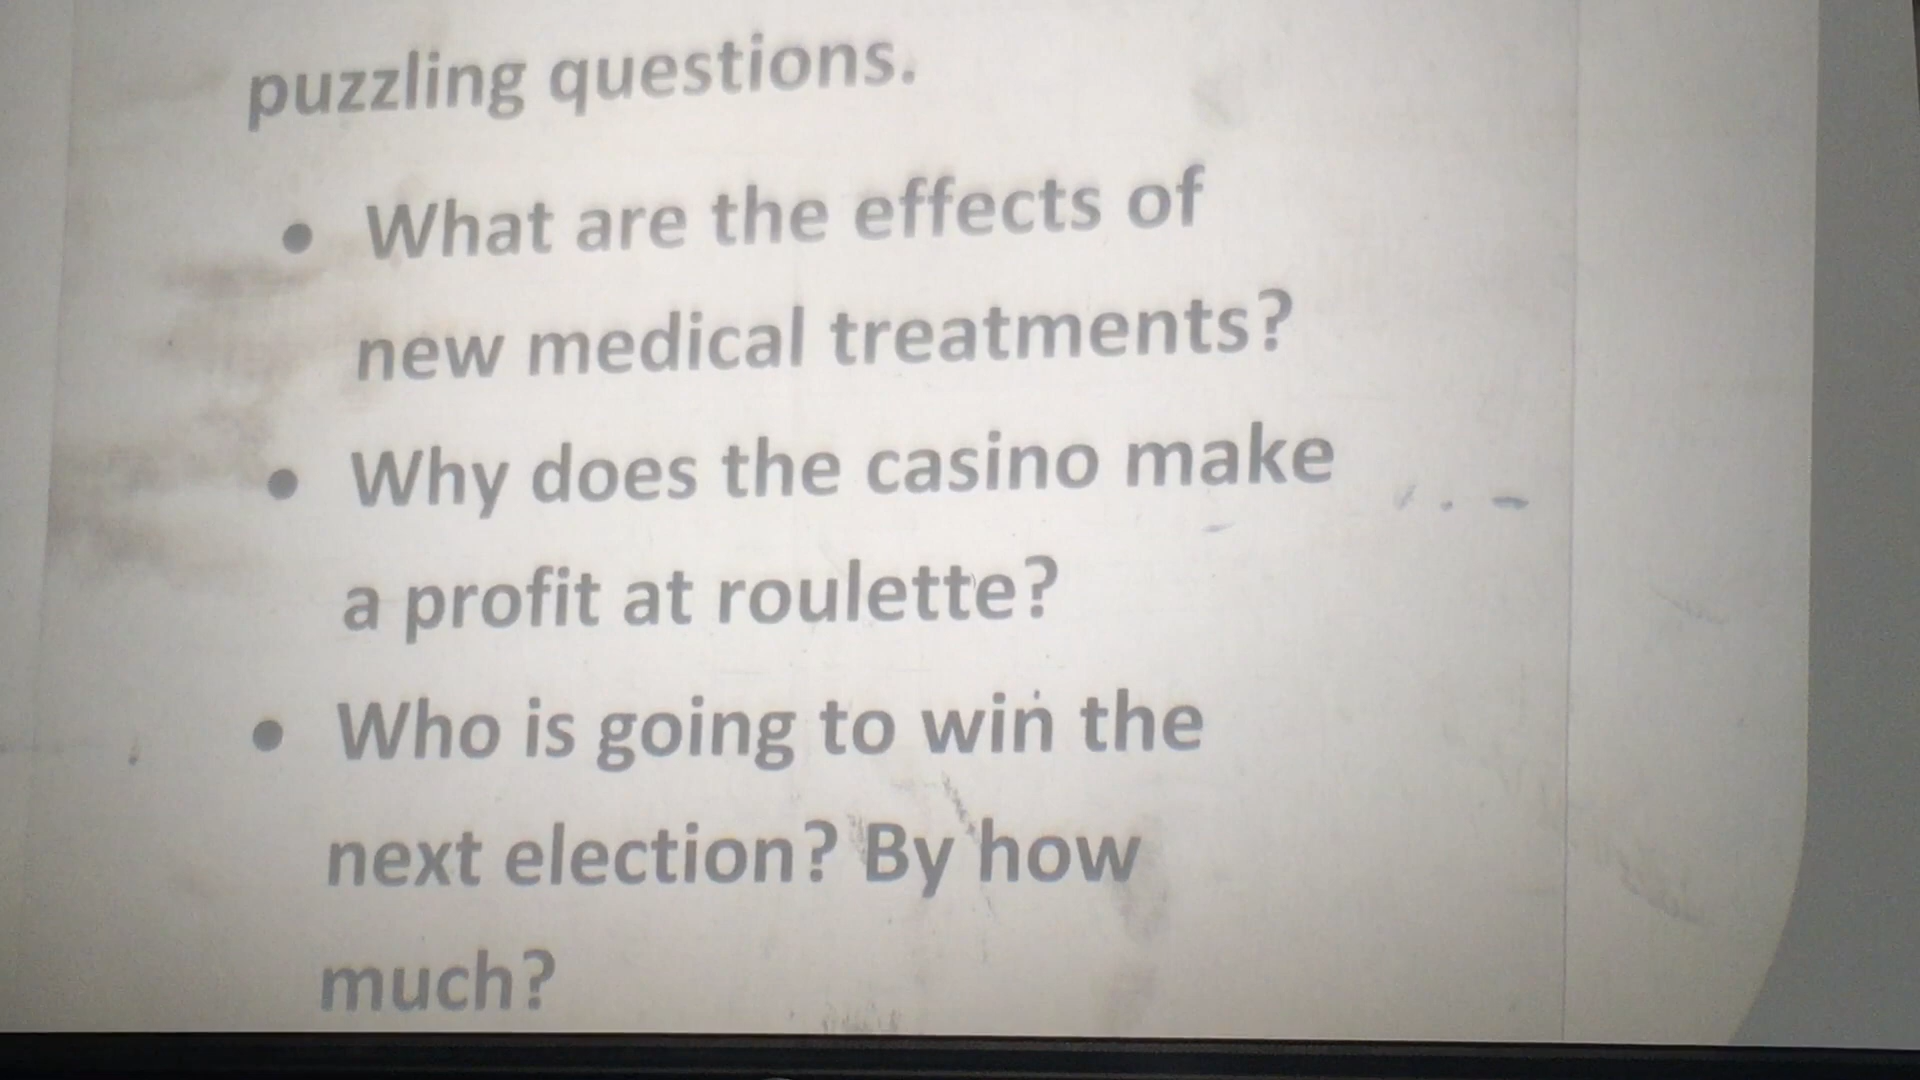 puzzling questions.
• What are the effects of
new medical treatments?
• Why does the casino make
a profit at roulette?
• Who is going to win the
next election? By how
much?